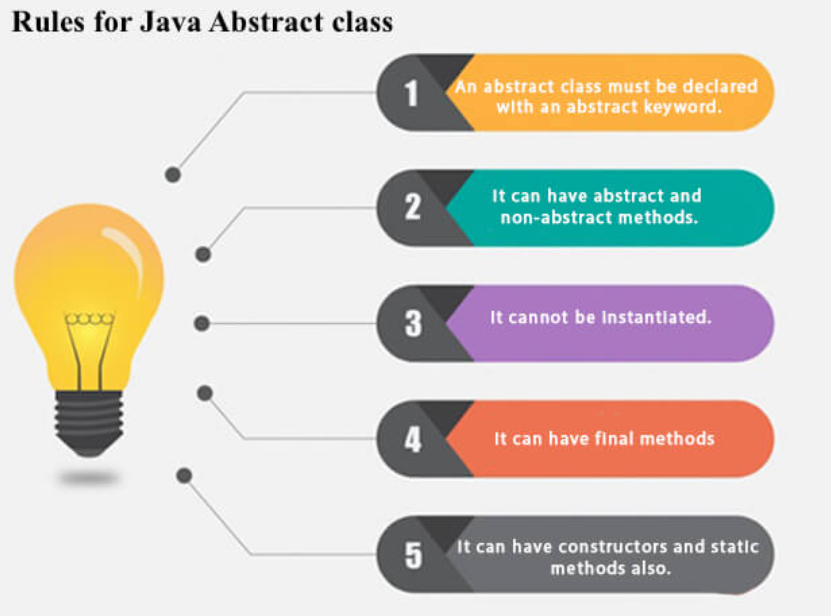 Rules for Java Abstract class
1
An abstract class must be declared
with an abstract keyword.
2
It can have abstract and
non-abstract methods.
3
It cannot be instantiated.
4
It can have final methods
5
It can have constructors and static
methods also.